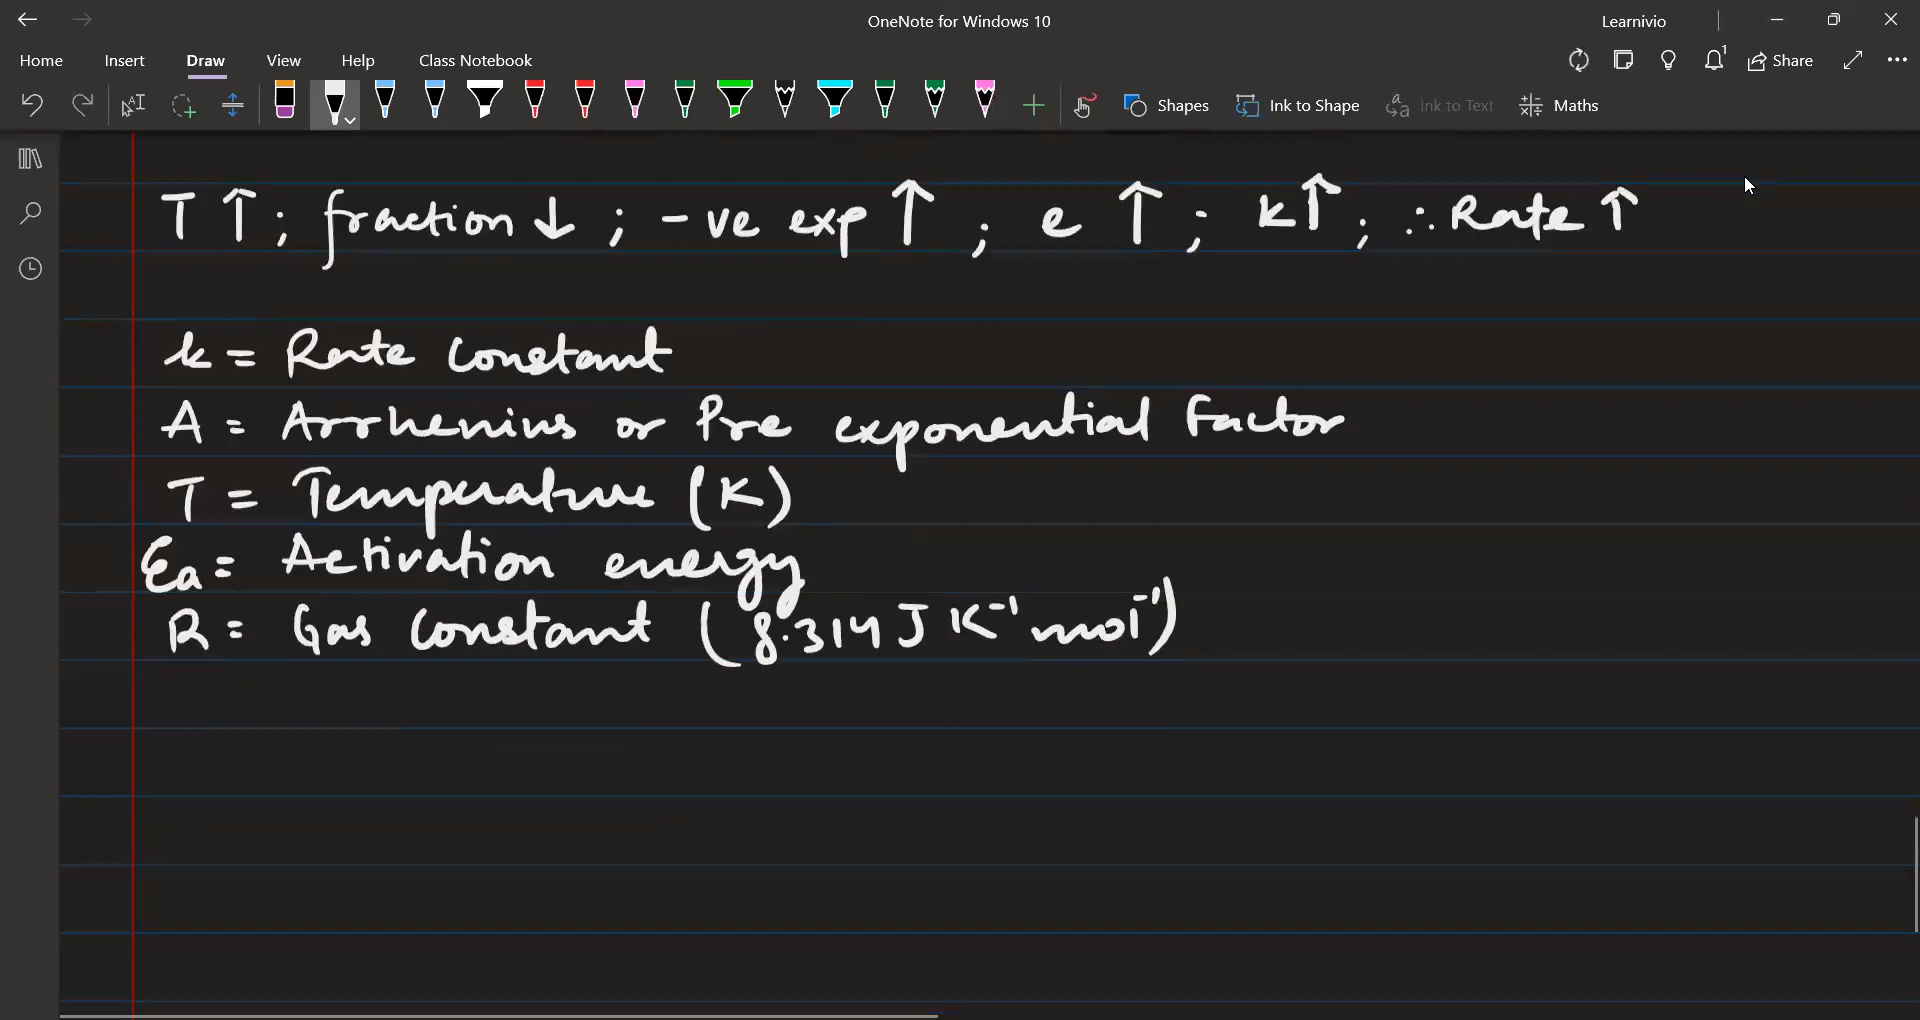 OneNote for Windows 10
Learnivio
Home Insert Draw View Help Class Notebook
1
Share
Shapes Ink to Shape Ink to Text Maths
T ↑; fraction ↓ ; -ve exp ↑ ; e ↑ ; k↑ ; ∴ Rate ↑
k = Rate Constant
A = Arrhenius or Pre exponential Factor
T = Temperature (K)
Ea = Activation energy
R = Gas Constant (8.314 J K⁻¹ mol⁻¹)